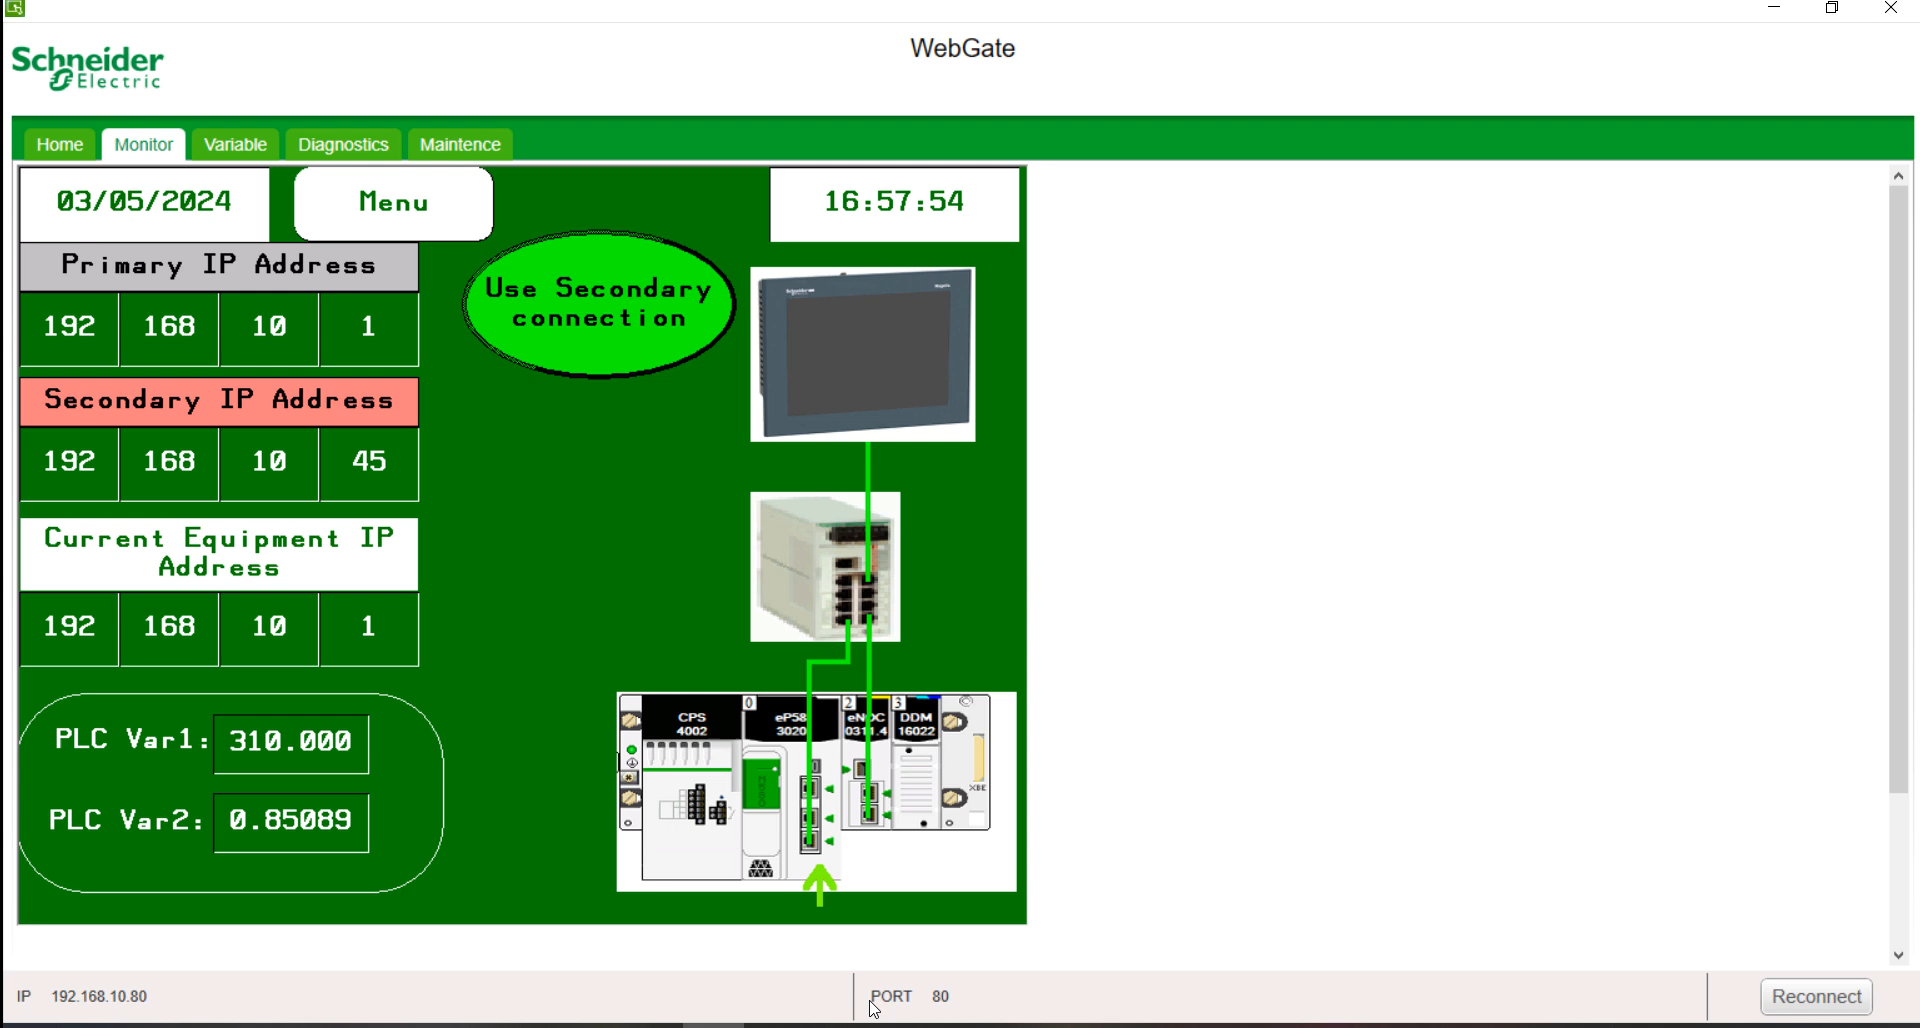 Schneider
Electric
WebGate
Home Monitor Variable Diagnostics Maintence
03/05/2024
Menu
16:57:54
Primary IP Address
192 168 10 1
Use Secondary
connection
Secondary IP Address
192 168 10 45
Current Equipment IP
Address
192 168 10 1
PLC Var1: 310.000
PLC Var2: 0.85089
0 2 3
CPS
4002
eP58
3020
0311.4
DDM
16022
XBE
IP 192.168.10.80
PORT 80
Reconnect